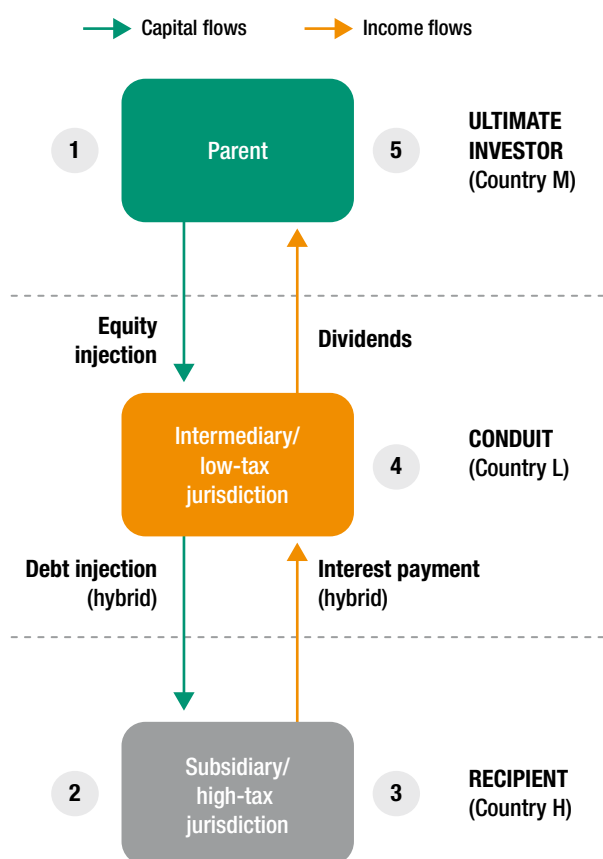 Capital flows
Income flows
1
Parent
5
ULTIMATE
INVESTOR
(Country M)
Equity
injection
Dividends
Intermediary/
low-tax
jurisdiction
4
CONDUIT
(Country L)
Debt injection
(hybrid)
Interest payment
(hybrid)
2
Subsidiary/
high-tax
jurisdiction
3
RECIPIENT
(Country H)